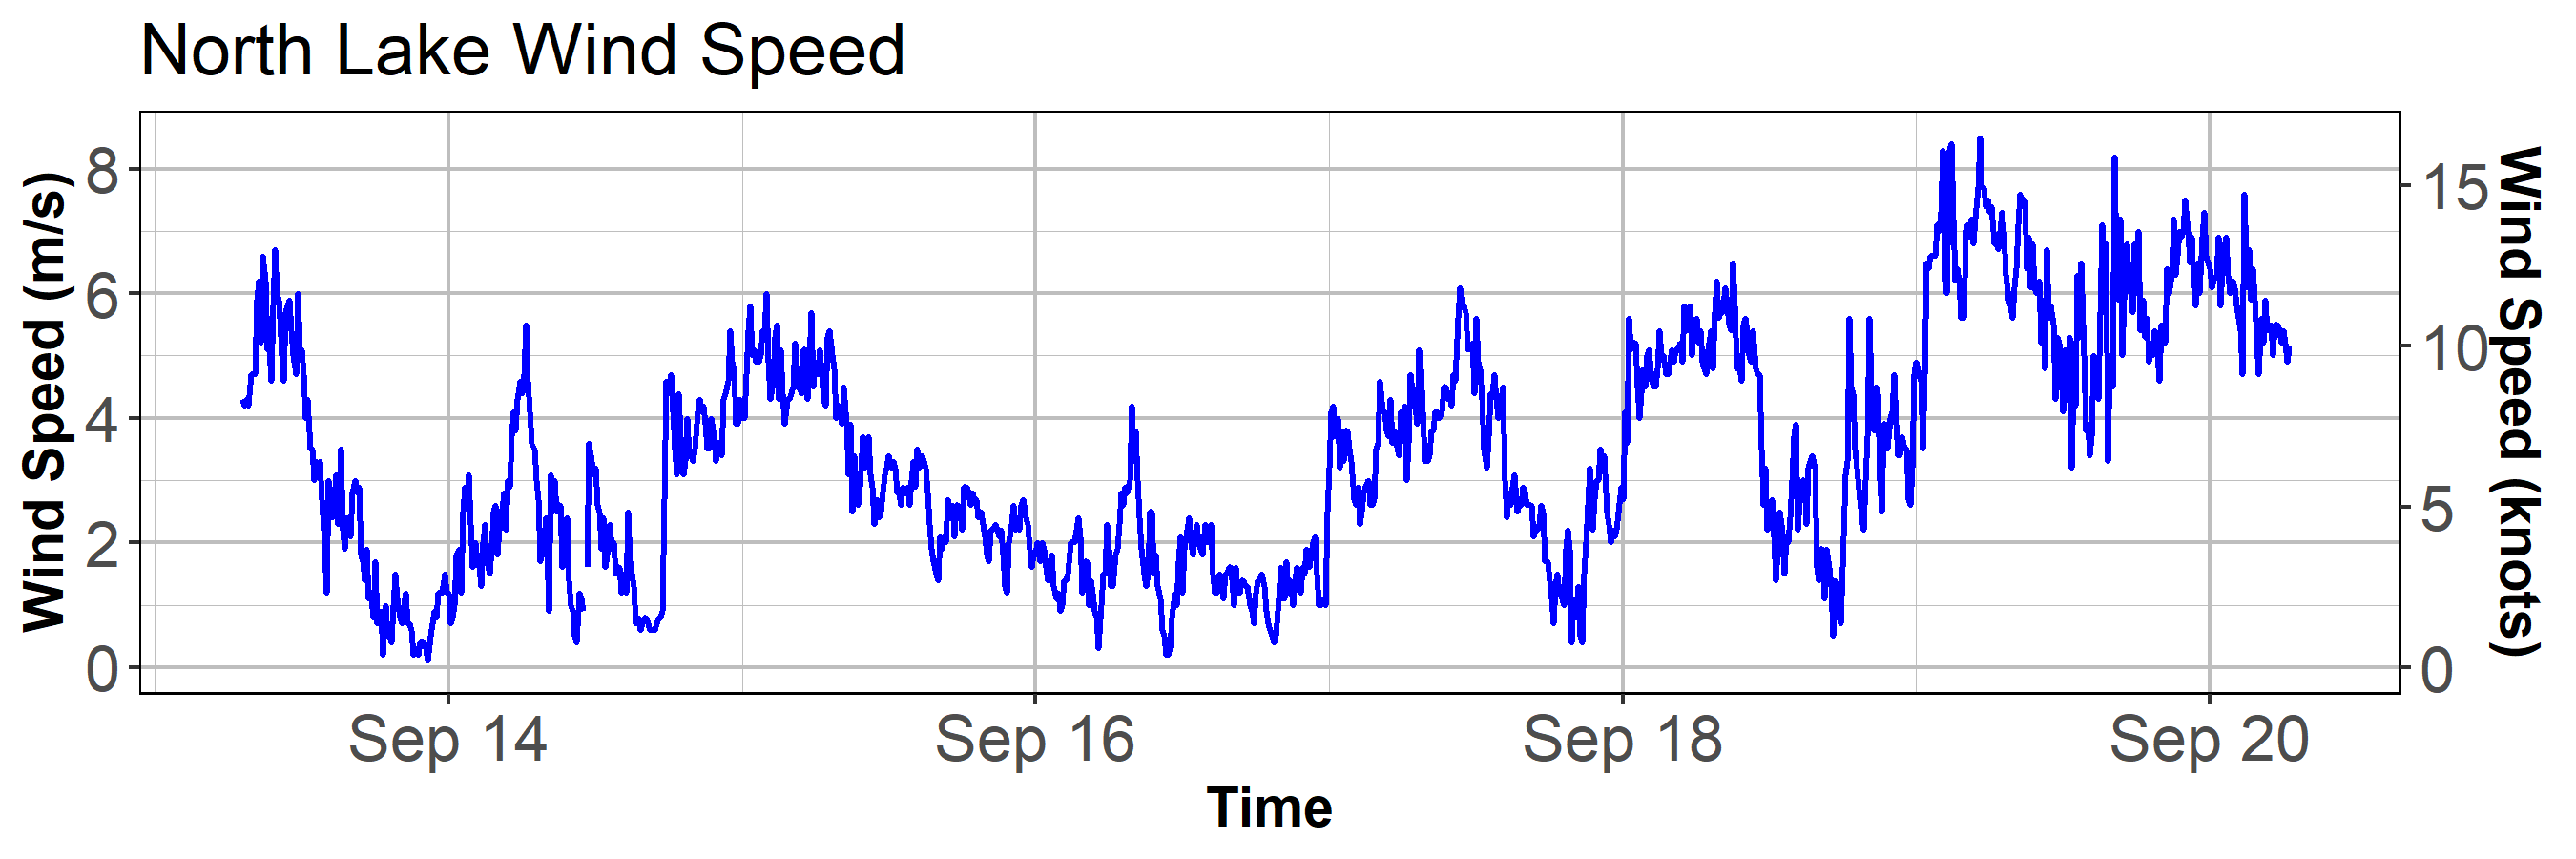 North Lake Wind Speed
Wind Speed (m/s)
8
6
4
2
0
15
10
5
0
Wind Speed (knots)
Sep 14
Sep 16
Sep 18
Sep 20
Time